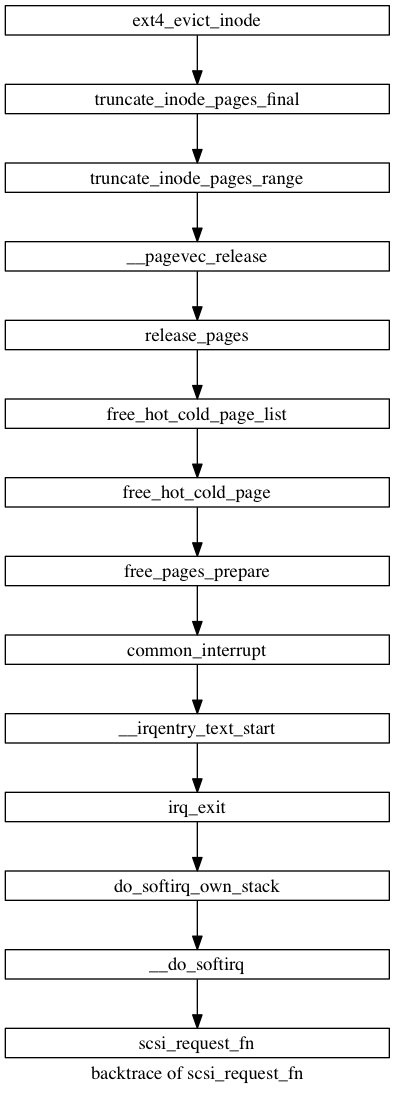 ext4_evict_inode
truncate_inode_pages_final
truncate_inode_pages_range
__pagevec_release
release_pages
free_hot_cold_page_list
free_hot_cold_page
free_pages_prepare
common_interrupt
__irqentry_text_start
irq_exit
do_softirq_own_stack
__do_softirq
scsi_request_fn
backtrace of scsi_request_fn